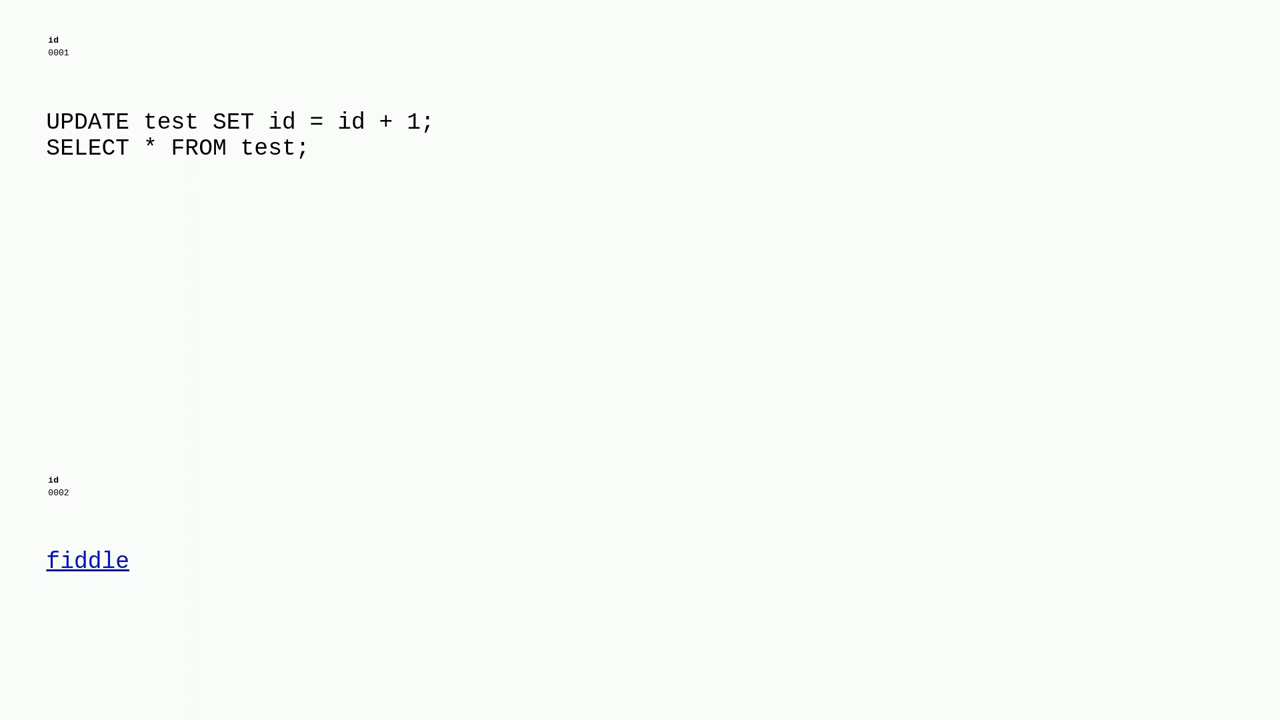 id
0001
UPDATE test SET id = id + 1;
SELECT * FROM test;
id
0002
fiddle